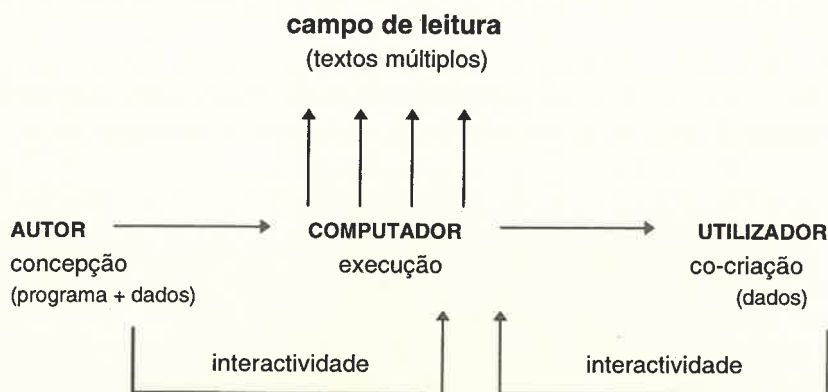 campo de leitura
(textos múltiplos)
AUTOR COMPUTADOR UTILIZADOR
concepção execução co-criação
(programa + dados) (dados)
interactividade interactividade